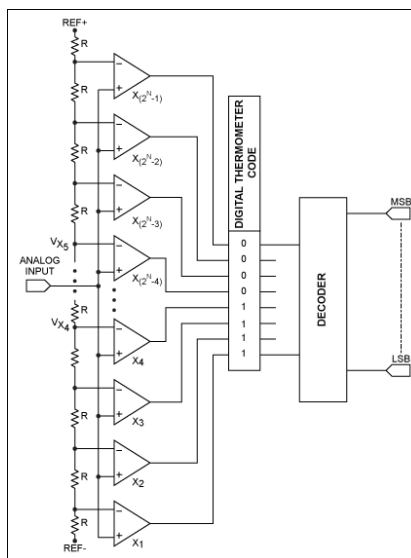 REF+
R
X(2^N-1)
R
X(2^N-2)
R
X(2^N-3)
R
VX5
X(2^N-4)
ANALOG
INPUT
R
VX4
X4
R
X3
R
X2
R
X1
REF-
DIGITAL THERMOMETER
CODE
0
0
0
0
1
1
1
1
DECODER
MSB
LSB